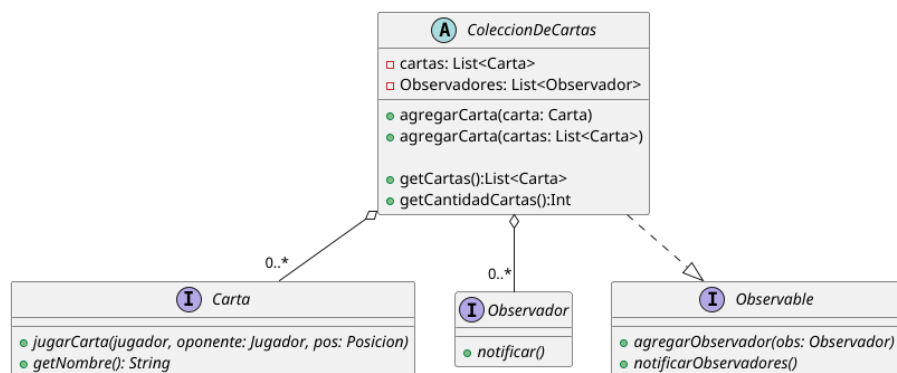 A ColeccionDeCartas
cartas: List<Carta>
Observadores: List<Observador>
agregarCarta(carta: Carta)
agregarCarta(cartas: List<Carta>)
getCartas():List<Carta>
getCantidadCartas():Int
0..*
0..*
I Carta
jugarCarta(jugador, oponente: Jugador, pos: Posicion)
getNombre(): String
I Observador
notificar()
I Observable
agregarObservador(obs: Observador)
notificarObservadores()